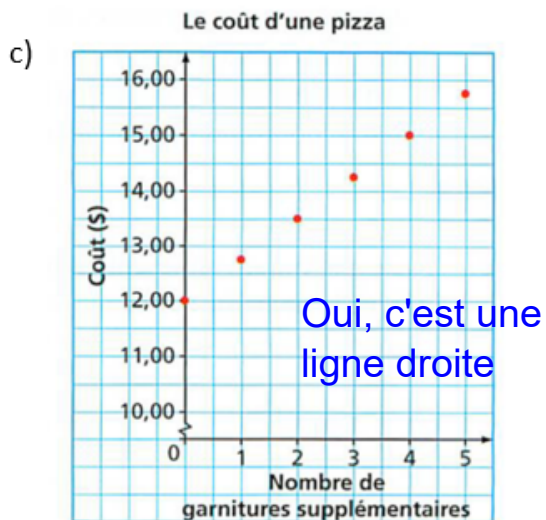 Le coût d'une pizza
c)
16,00
15,00
14,00
13,00
12,00
11,00
10,00
Coût ($)
Oui, c'est une
ligne droite
0 1 2 3 4 5
Nombre de
garnitures supplémentaires